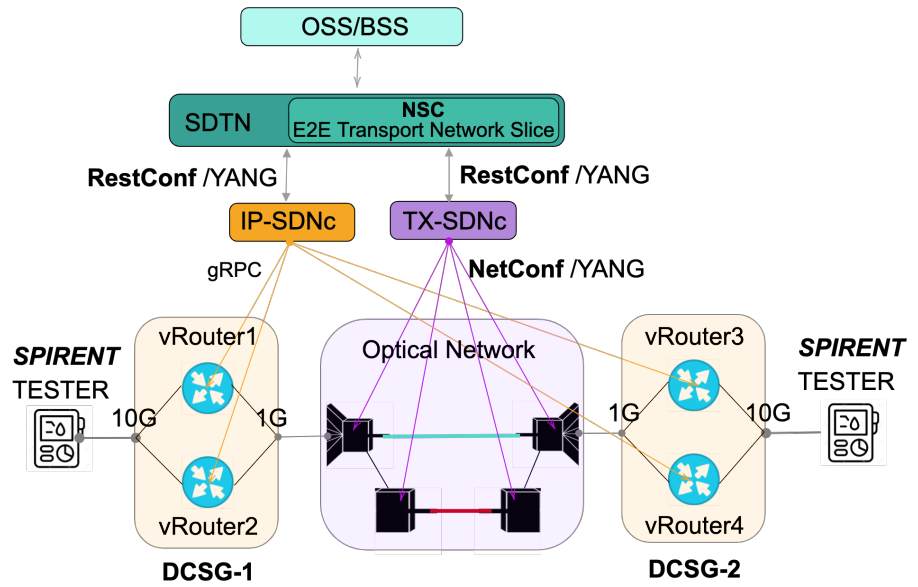 OSS/BSS
SDTN
NSC
E2E Transport Network Slice
RestConf /YANG
RestConf /YANG
IP-SDNc
TX-SDNc
gRPC
NetConf /YANG
SPIRENT
TESTER
vRouter1
10G
1G
vRouter2
DCSG-1
Optical Network
vRouter3
1G
10G
vRouter4
DCSG-2
SPIRENT
TESTER